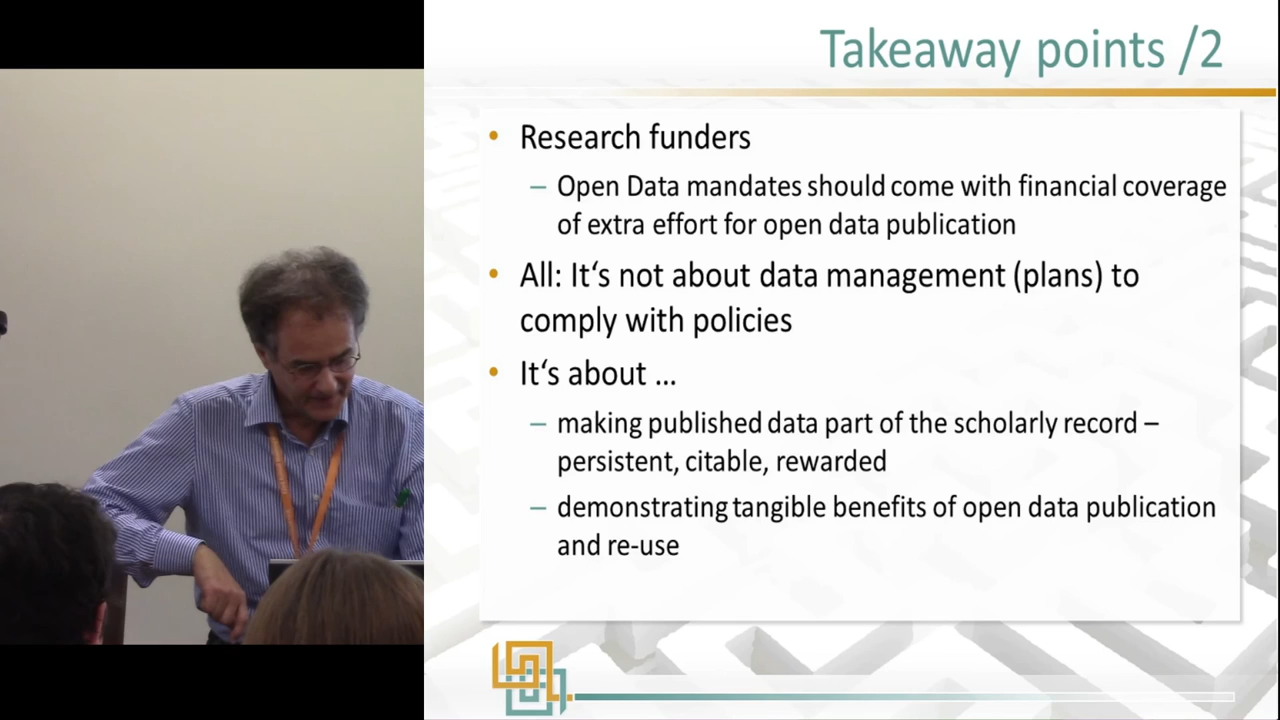 Takeaway points /2
• Research funders
– Open Data mandates should come with financial coverage
of extra effort for open data publication
• All: It‘s not about data management (plans) to
comply with policies
• It‘s about ...
– making published data part of the scholarly record –
persistent, citable, rewarded
– demonstrating tangible benefits of open data publication
and re-use